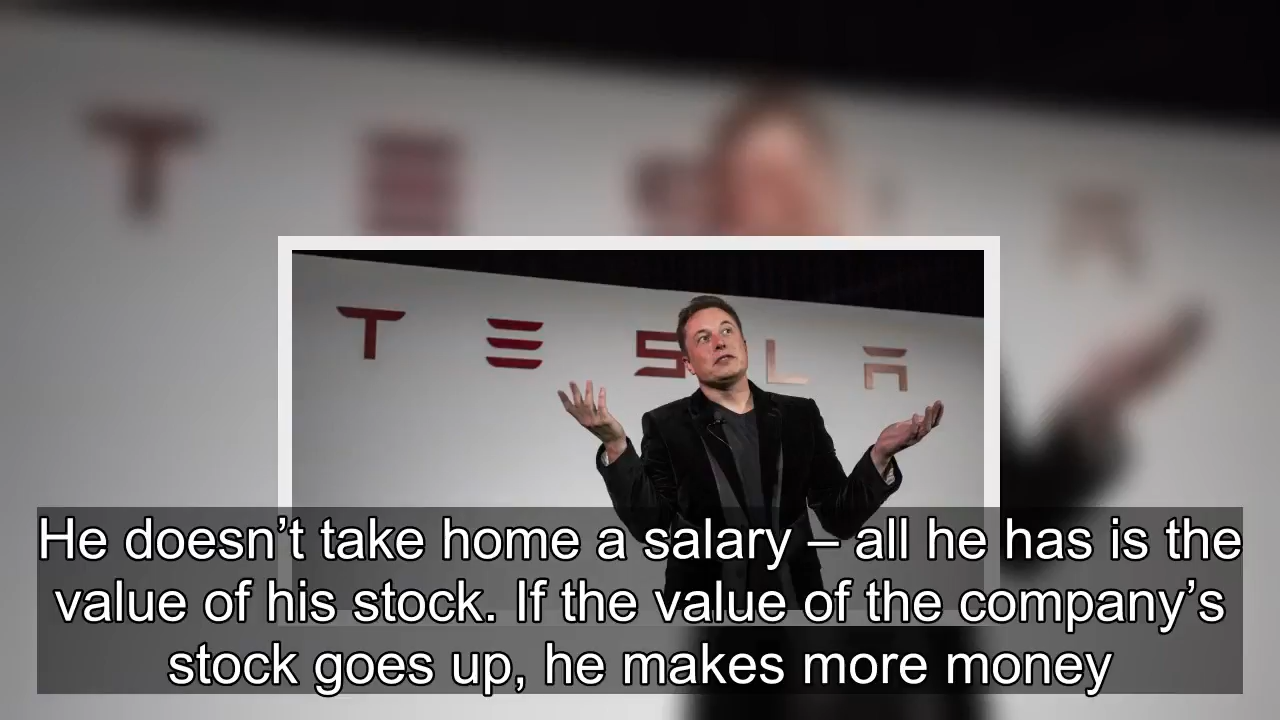 TESLA
He doesn’t take home a salary – all he has is the
value of his stock. If the value of the company’s
stock goes up, he makes more money